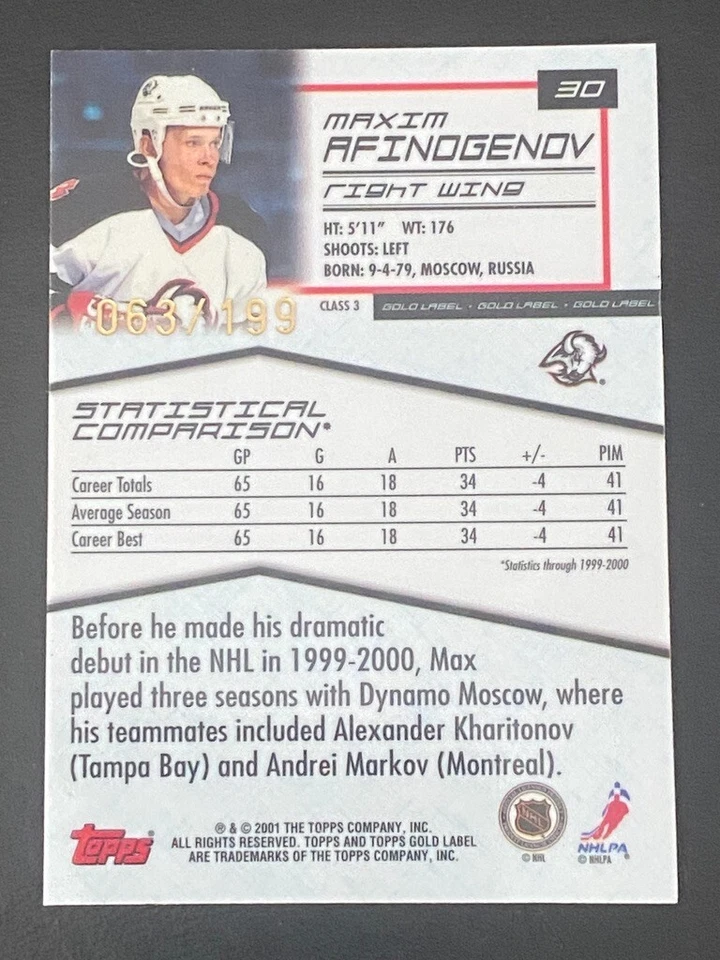 30
MAXIM
AFINOGENOV
RIGHT WING
HT: 5'11" WT: 176
SHOOTS: LEFT
BORN: 9-4-79, MOSCOW, RUSSIA
063/199
CLASS 3
GOLD LABEL • GOLD LABEL • GOLD LABEL
®
STATISTICAL
COMPARISON*
GP G A PTS +/- PIM
Career Totals 65 16 18 34 -4 41
Average Season 65 16 18 34 -4 41
Career Best 65 16 18 34 -4 41
*Statistics through 1999-2000
Before he made his dramatic
debut in the NHL in 1999-2000, Max
played three seasons with Dynamo Moscow, where
his teammates included Alexander Kharitonov
(Tampa Bay) and Andrei Markov (Montreal).
Topps®
® & © 2001 THE TOPPS COMPANY, INC.
ALL RIGHTS RESERVED. TOPPS AND TOPPS GOLD LABEL
ARE TRADEMARKS OF THE TOPPS COMPANY, INC.
NHL
© NHL
NHLPA®
© NHLPA